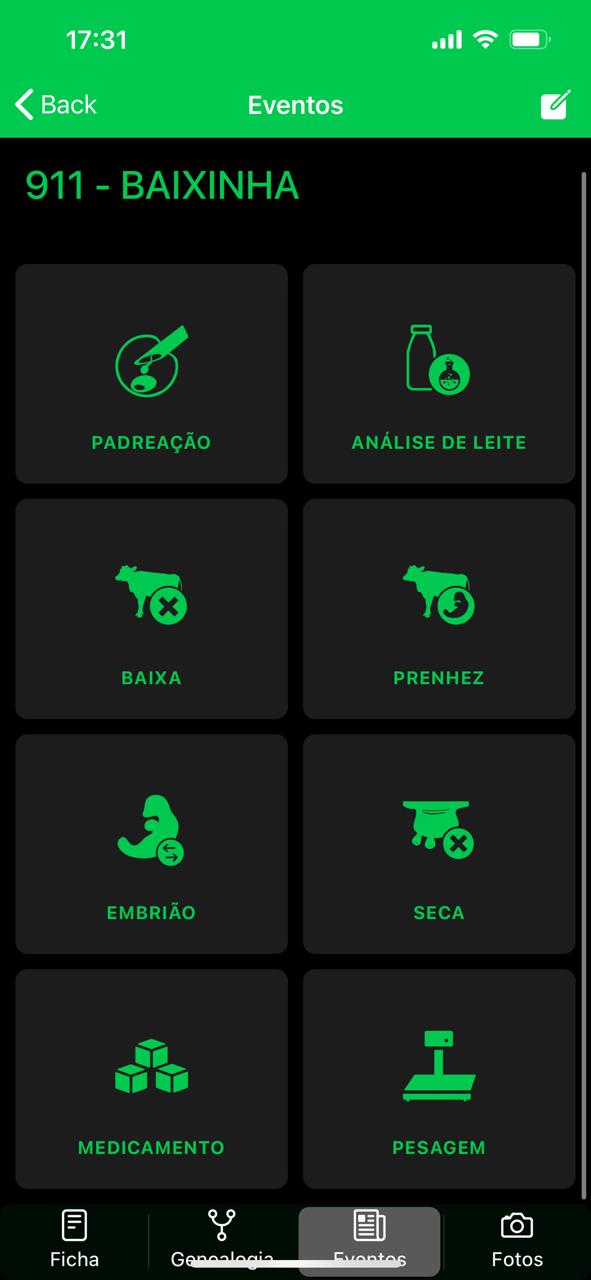 17:31
Back
Eventos
911 - BAIXINHA
PADREAÇÃO
ANÁLISE DE LEITE
BAIXA
PRENHEZ
EMBRIÃO
SECA
MEDICAMENTO
PESAGEM
Ficha
Genealogia
Eventos
Fotos